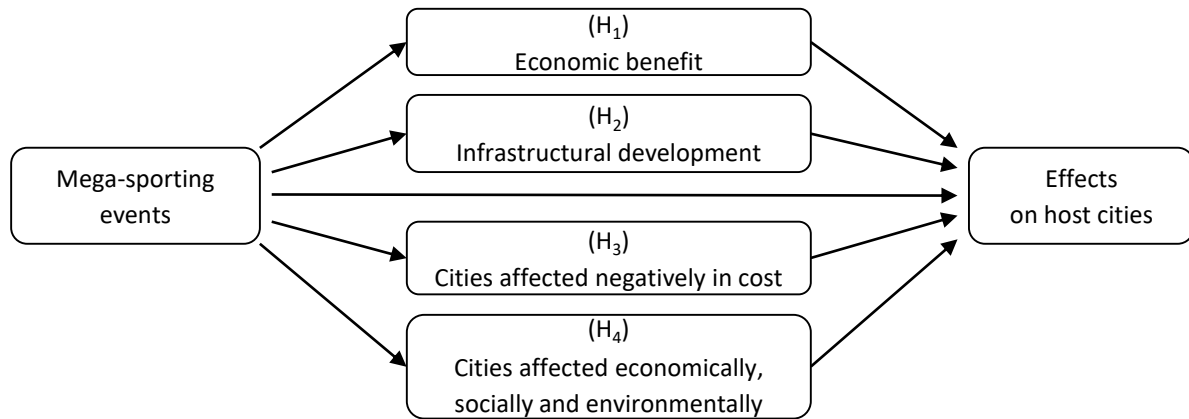 (H₁)
Economic benefit
(H₂)
Infrastructural development
Mega-sporting
events
Effects
on host cities
(H₃)
Cities affected negatively in cost
(H₄)
Cities affected economically,
socially and environmentally